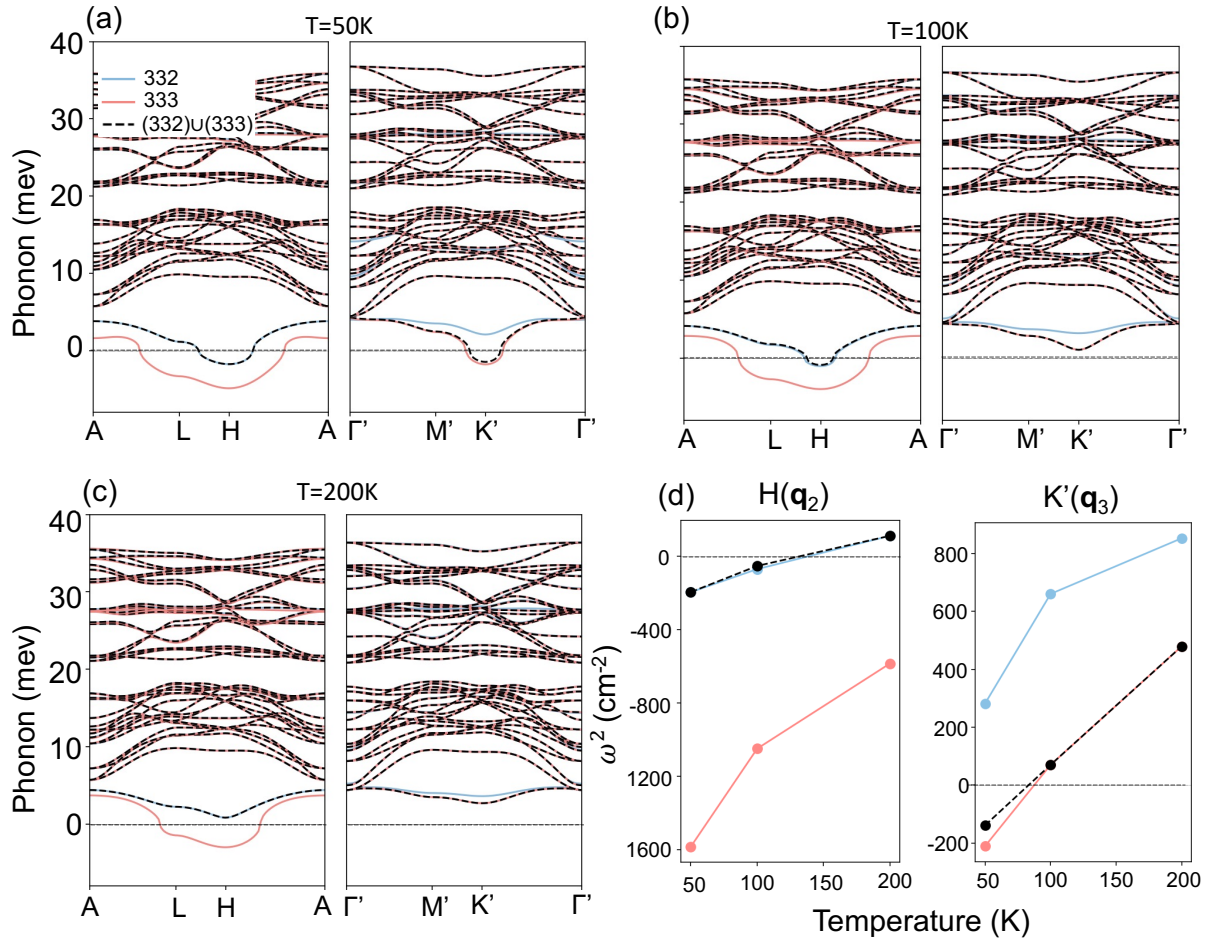 (a)
T=50K
(b)
T=100K
40
30
20
10
0
Phonon (mev)
332
333
(332)∪(333)
A L H A
Γ' M' K' Γ'
A L H A
Γ' M' K' Γ'
(c)
T=200K
(d)
H(q₂)
K'(q₃)
40
30
20
10
0
Phonon (mev)
A L H A
Γ' M' K' Γ'
ω² (cm⁻²)
0
-400
-800
1200
1600
50 100 150 200
800
600
400
200
0
-200
50 100 150 200
Temperature (K)